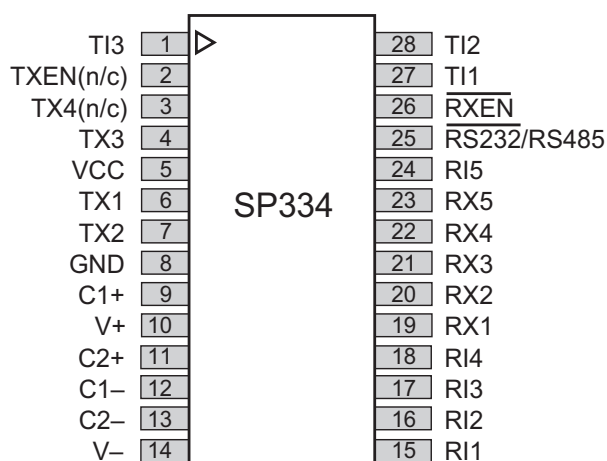 TI3 1 28 TI2
TXEN(n/c) 2 27 TI1
TX4(n/c) 3 26 RXEN
TX3 4 25 RS232/RS485
VCC 5 24 RI5
TX1 6 SP334 23 RX5
TX2 7 22 RX4
GND 8 21 RX3
C1+ 9 20 RX2
V+ 10 19 RX1
C2+ 11 18 RI4
C1– 12 17 RI3
C2– 13 16 RI2
V– 14 15 RI1